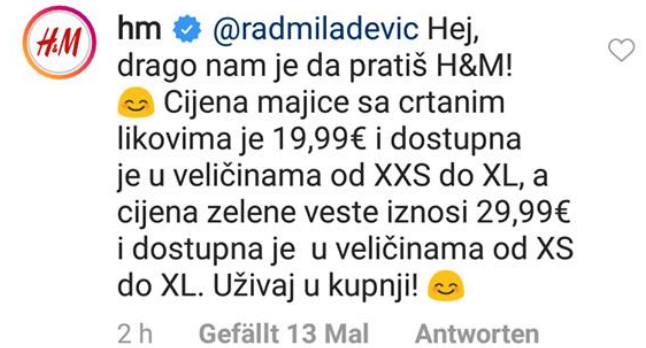 H&M
hm @radmiladevic Hej,
drago nam je da pratiš H&M!
😊 Cijena majice sa crtanim
likovima je 19,99€ i dostupna
je u veličinama od XXS do XL, a
cijena zelene veste iznosi 29,99€
i dostupna je u veličinama od XS
do XL. Uživaj u kupnji! 😊
2 h Gefällt 13 Mal Antworten